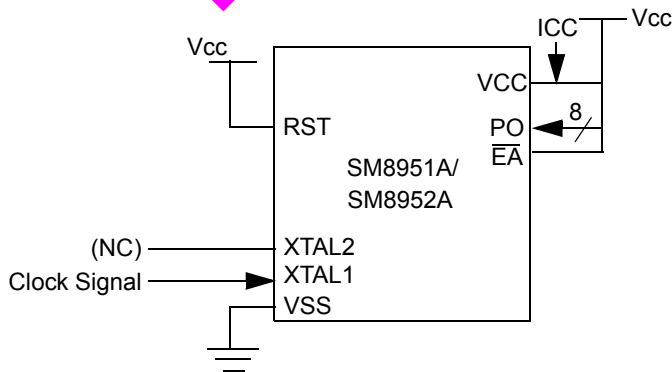 Vcc
ICC
Vcc
VCC
RST
8
PO
EA
SM8951A/
SM8952A
(NC)
XTAL2
Clock Signal
XTAL1
VSS